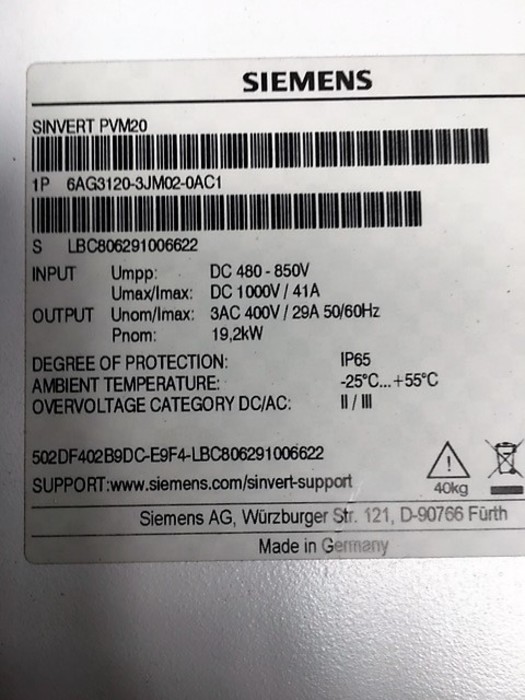 SIEMENS
SINVERT PVM20
1P 6AG3120-3JM02-0AC1
S LBC806291006622
INPUT Umpp: DC 480 - 850V
Umax/Imax: DC 1000V / 41A
OUTPUT Unom/Imax: 3AC 400V / 29A 50/60Hz
Pnom: 19,2kW
DEGREE OF PROTECTION: IP65
AMBIENT TEMPERATURE: -25°C...+55°C
OVERVOLTAGE CATEGORY DC/AC: II / III
502DF402B9DC-E9F4-LBC806291006622
SUPPORT:www.siemens.com/sinvert-support
40kg
Siemens AG, Würzburger Str. 121, D-90766 Fürth
Made in Germany